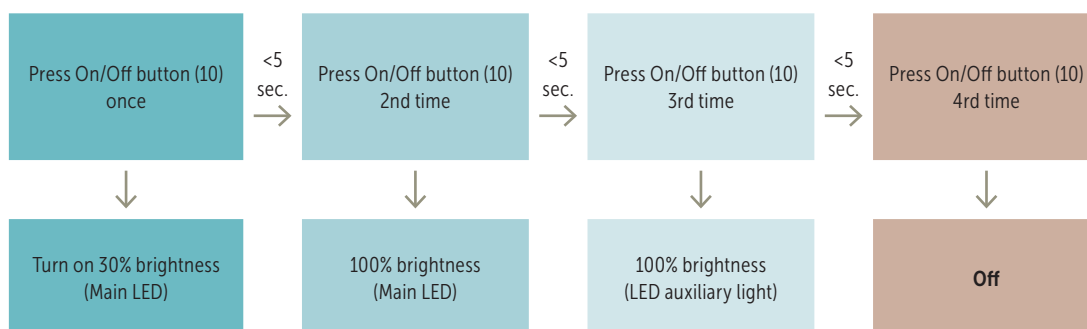 Press On/Off button (10)
once
<5
sec.
Press On/Off button (10)
2nd time
<5
sec.
Press On/Off button (10)
3rd time
<5
sec.
Press On/Off button (10)
4rd time
Turn on 30% brightness
(Main LED)
100% brightness
(Main LED)
100% brightness
(LED auxiliary light)
Off